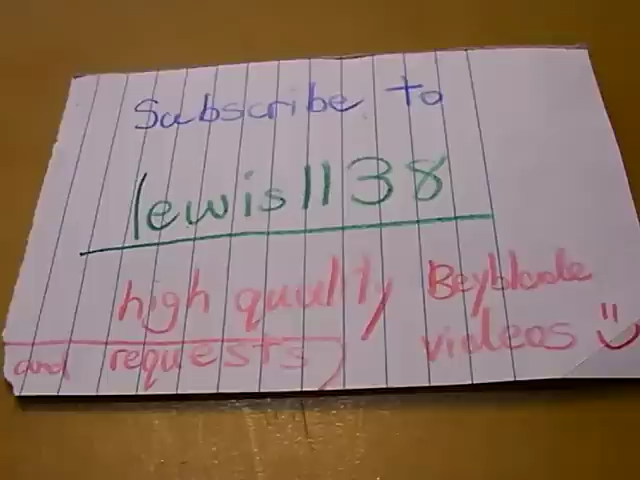 Subscribe to
lewis1138
high quality Beyblade
and requests) videos